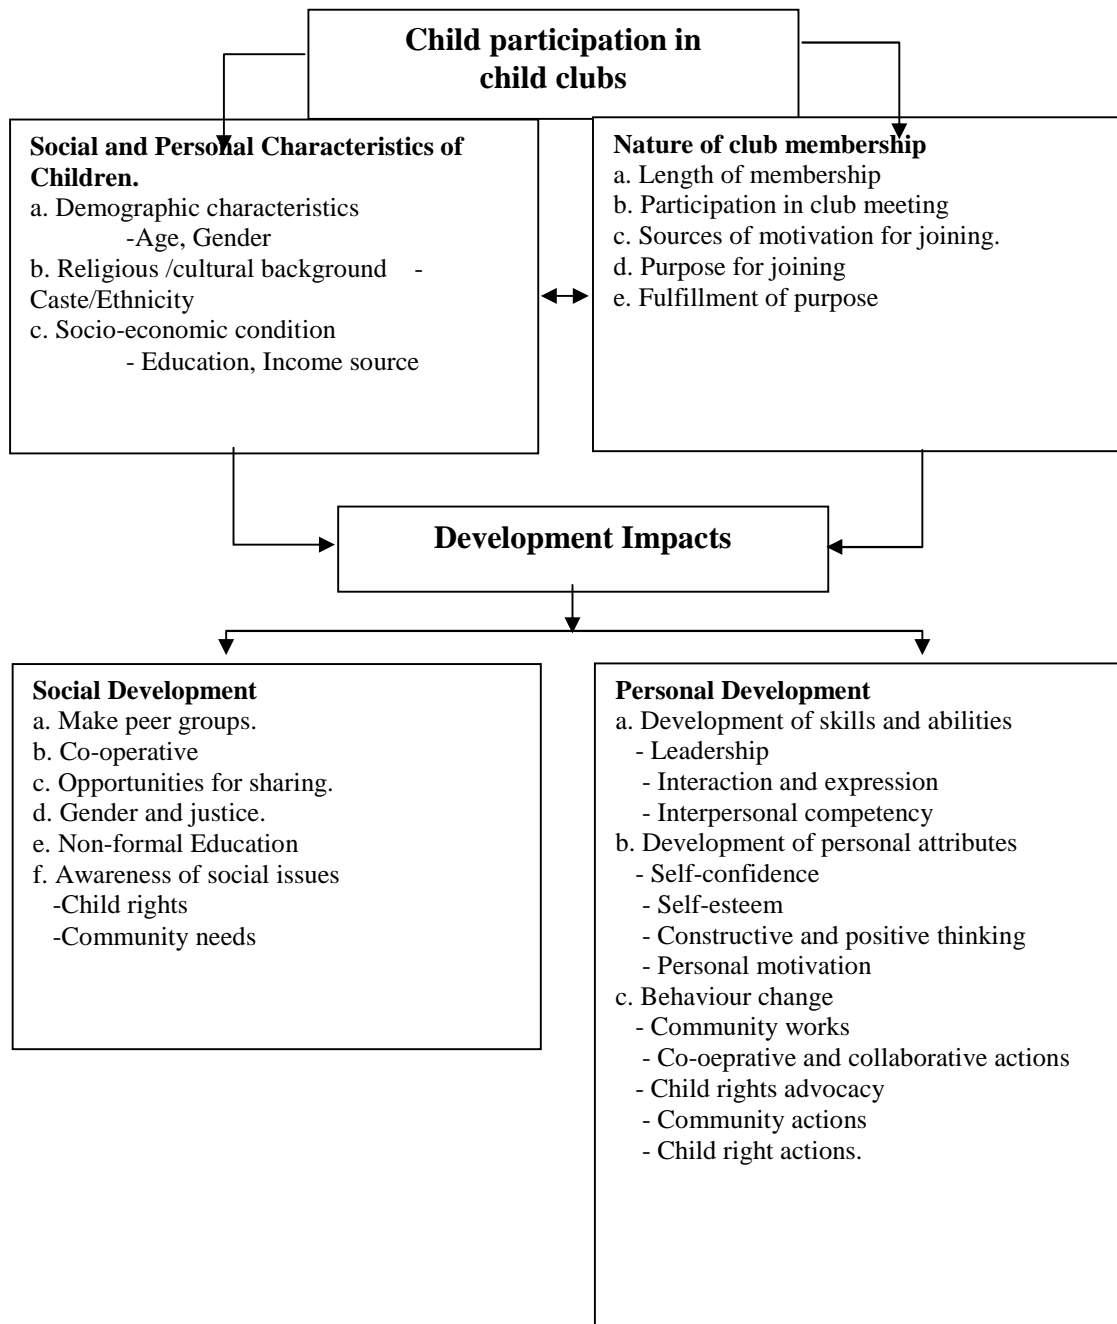 Child participation in
child clubs
Social and Personal Characteristics of
Children.
a. Demographic characteristics
-Age, Gender
b. Religious /cultural background -
Caste/Ethnicity
c. Socio-economic condition
- Education, Income source
Nature of club membership
a. Length of membership
b. Participation in club meeting
c. Sources of motivation for joining.
d. Purpose for joining
e. Fulfillment of purpose
Development Impacts
Social Development
a. Make peer groups.
b. Co-operative
c. Opportunities for sharing.
d. Gender and justice.
e. Non-formal Education
f. Awareness of social issues
-Child rights
-Community needs
Personal Development
a. Development of skills and abilities
- Leadership
- Interaction and expression
- Interpersonal competency
b. Development of personal attributes
- Self-confidence
- Self-esteem
- Constructive and positive thinking
- Personal motivation
c. Behaviour change
- Community works
- Co-oeprative and collaborative actions
- Child rights advocacy
- Community actions
- Child right actions.